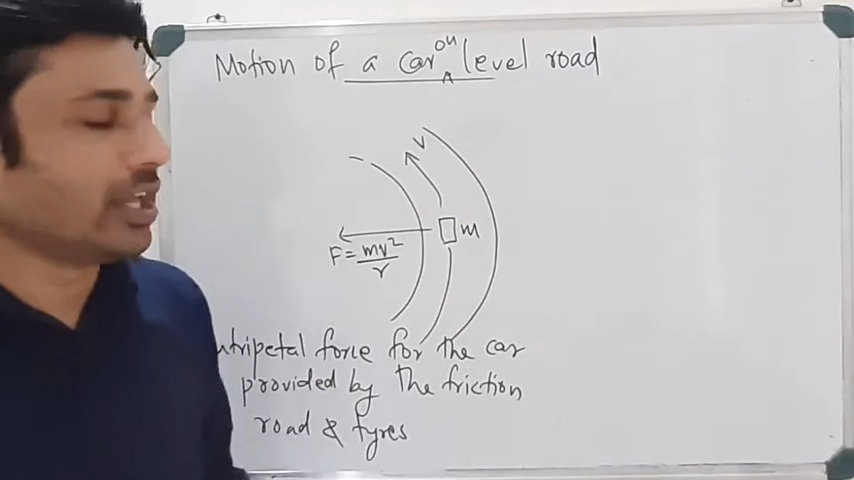 Motion of a car on level road
v
m
F = mv²/r
ntripetal force for the car
provided by the friction
road & tyres